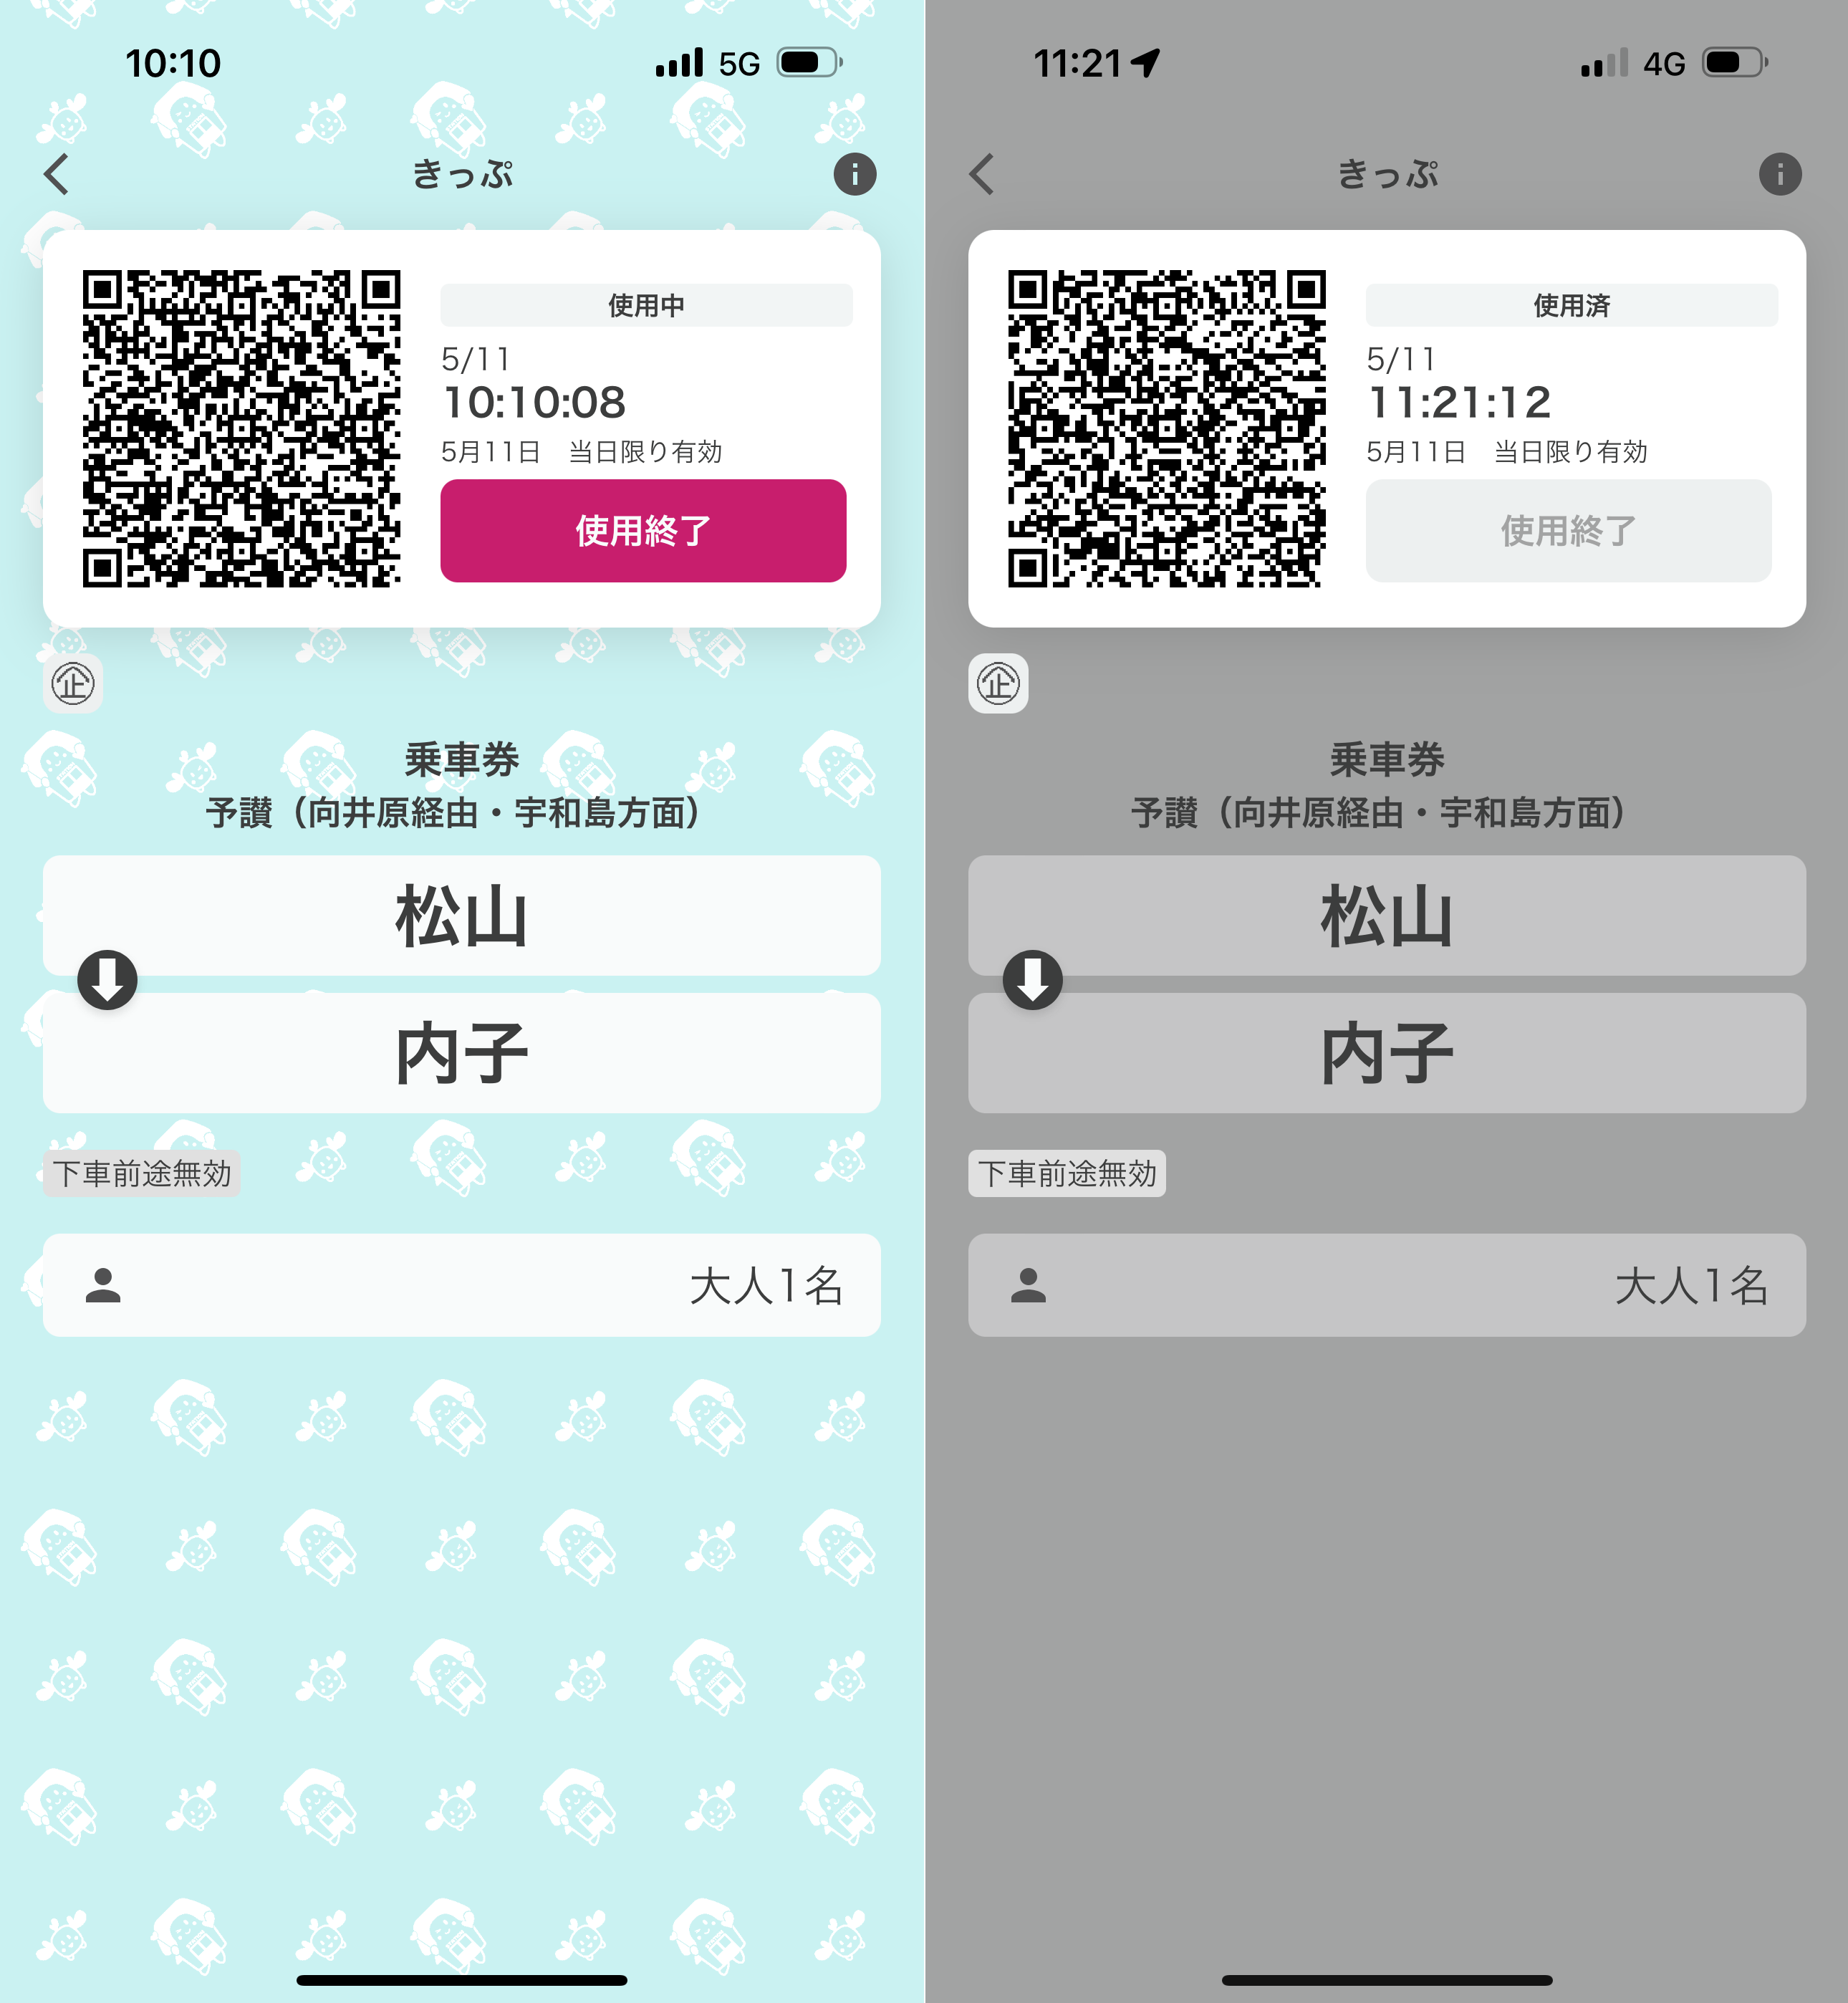 10:10
5G
きっぷ
使用中
5/11
10:10:08
5月11日　当日限り有効
使用終了
企
乗車券
予讃（向井原経由・宇和島方面）
松山
内子
下車前途無効
大人1名
11:21
4G
きっぷ
使用済
5/11
11:21:12
5月11日　当日限り有効
使用終了
企
乗車券
予讃（向井原経由・宇和島方面）
松山
内子
下車前途無効
大人1名